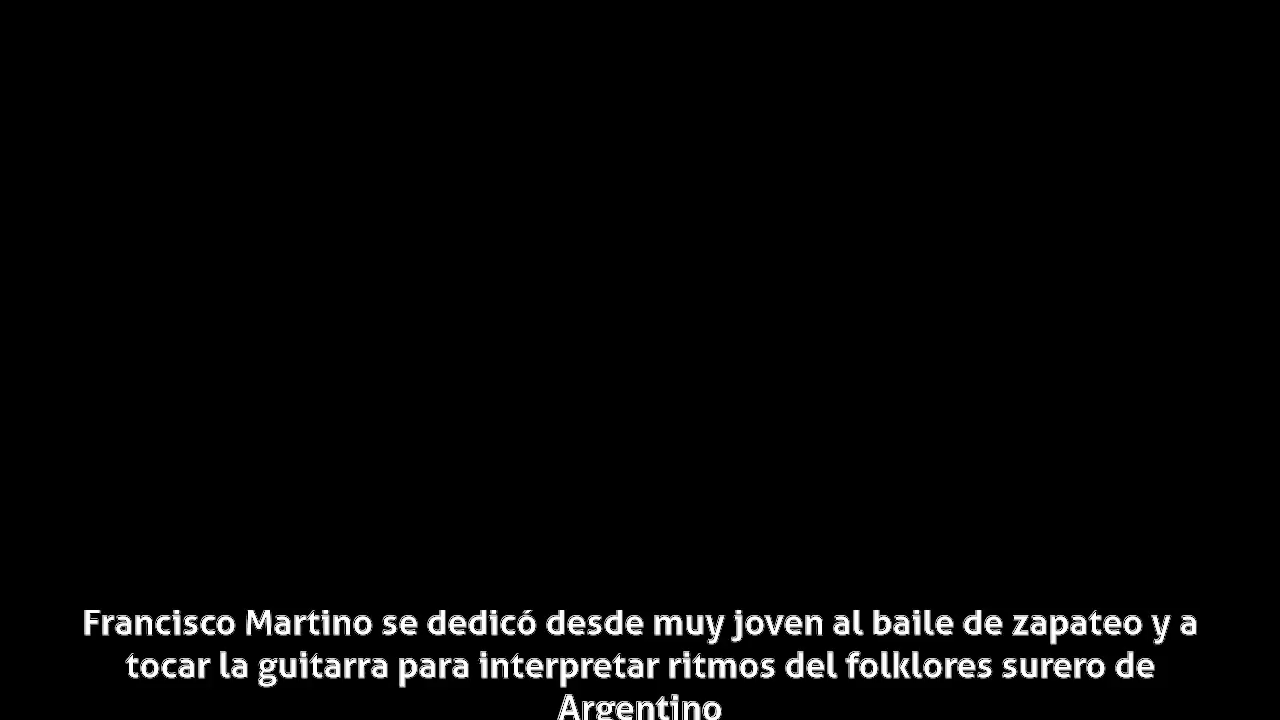 Francisco Martino se dedicó desde muy joven al baile de zapateo y a
tocar la guitarra para interpretar ritmos del folklores surero de
Argentino